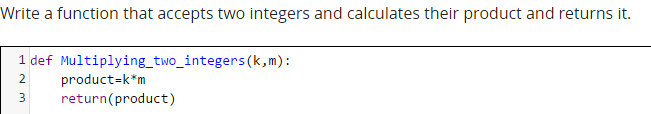 Write a function that accepts two integers and calculates their product and returns it.
1 def Multiplying_two_integers(k,m):
2     product=k*m
3     return(product)